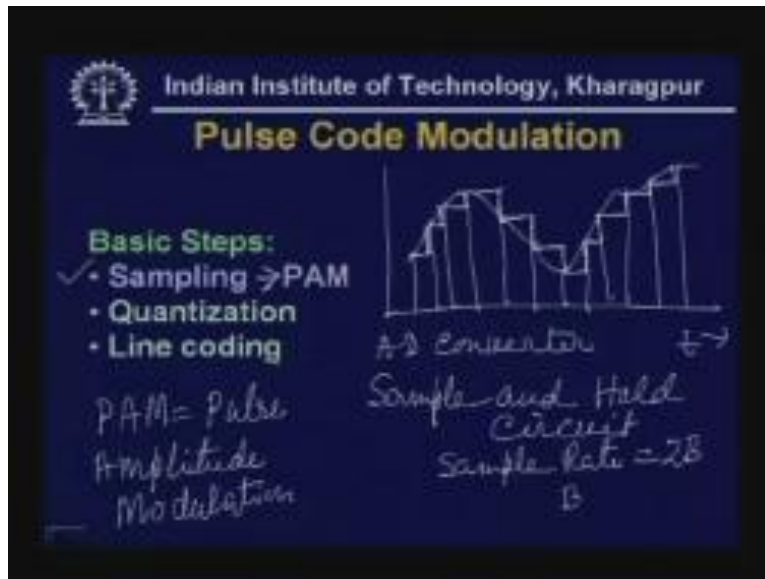 Indian Institute of Technology, Kharagpur
Pulse Code Modulation
Basic Steps:
• Sampling → PAM
• Quantization
• Line coding
PAM = Pulse
Amplitude
Modulation
A-D Converter t →
Sample and Hold
Circuit
Sample Rate = 2B
B